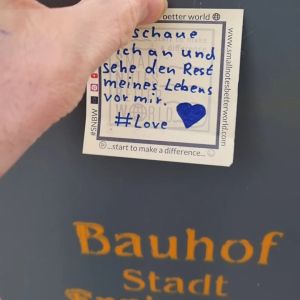 better world
schaue
ich an und
sehe den Rest
meines Lebens
vor mir.
#Love
#SNBW
www.smallnotesbetterworld.com
...start to make a difference...
Bauhof
Stadt